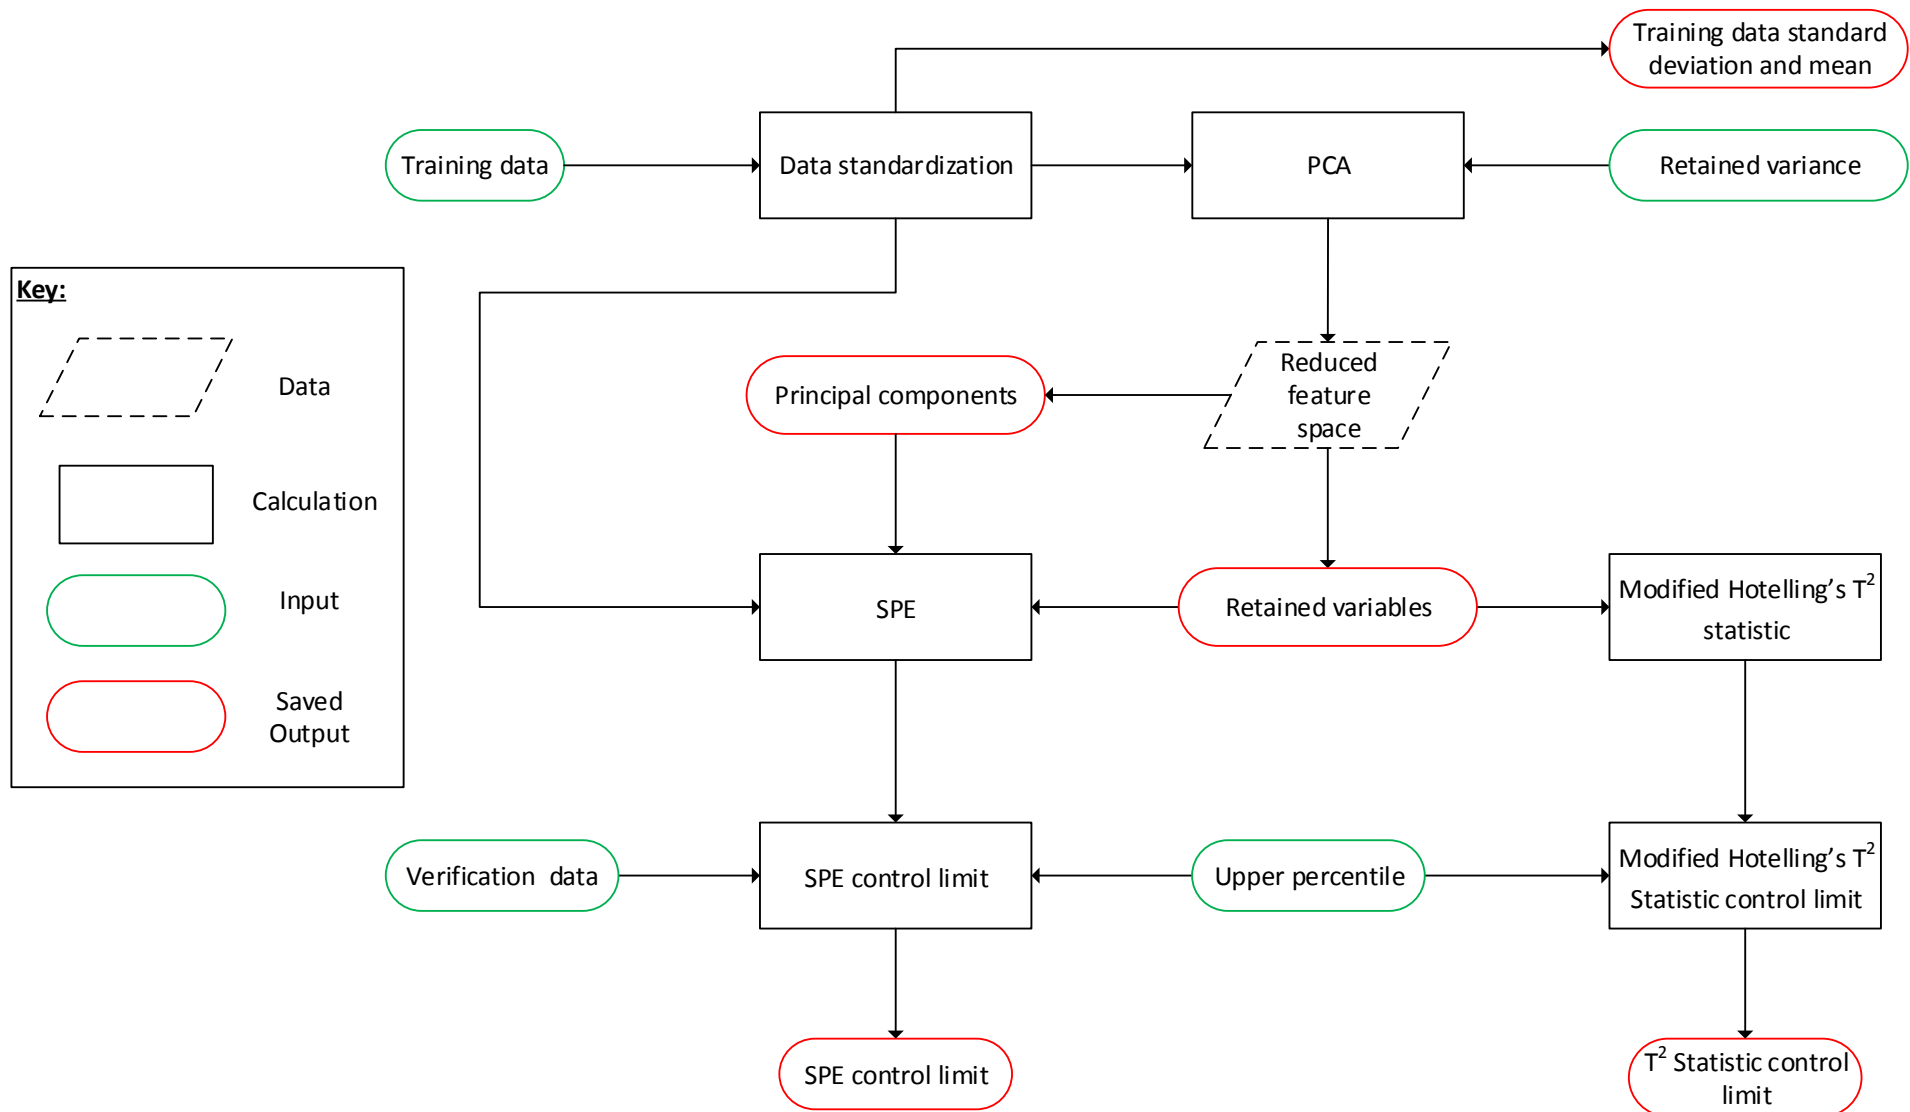 Training data standard
deviation and mean
Training data
Data standardization
PCA
Retained variance
Key:
Data
Calculation
Input
Saved
Output
Reduced
feature
space
Principal components
SPE
Retained variables
Modified Hotelling’s T²
statistic
Verification data
SPE control limit
Upper percentile
Modified Hotelling’s T²
Statistic control limit
SPE control limit
T² Statistic control
limit